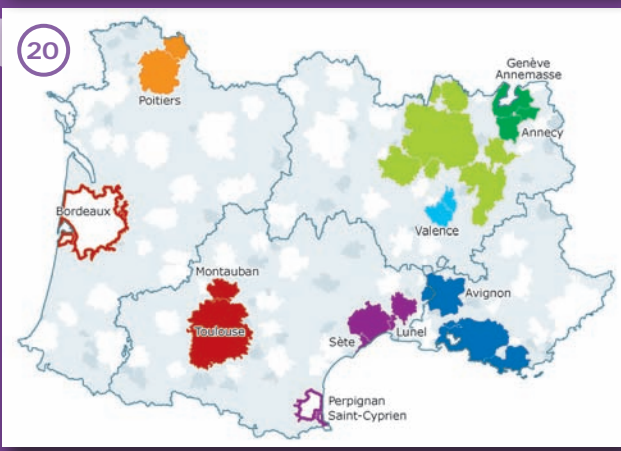 20
Genève
Annemasse
Poitiers
Annecy
Bordeaux
Valence
Montauban
Avignon
Toulouse
Sète
Lunel
Perpignan
Saint-Cyprien